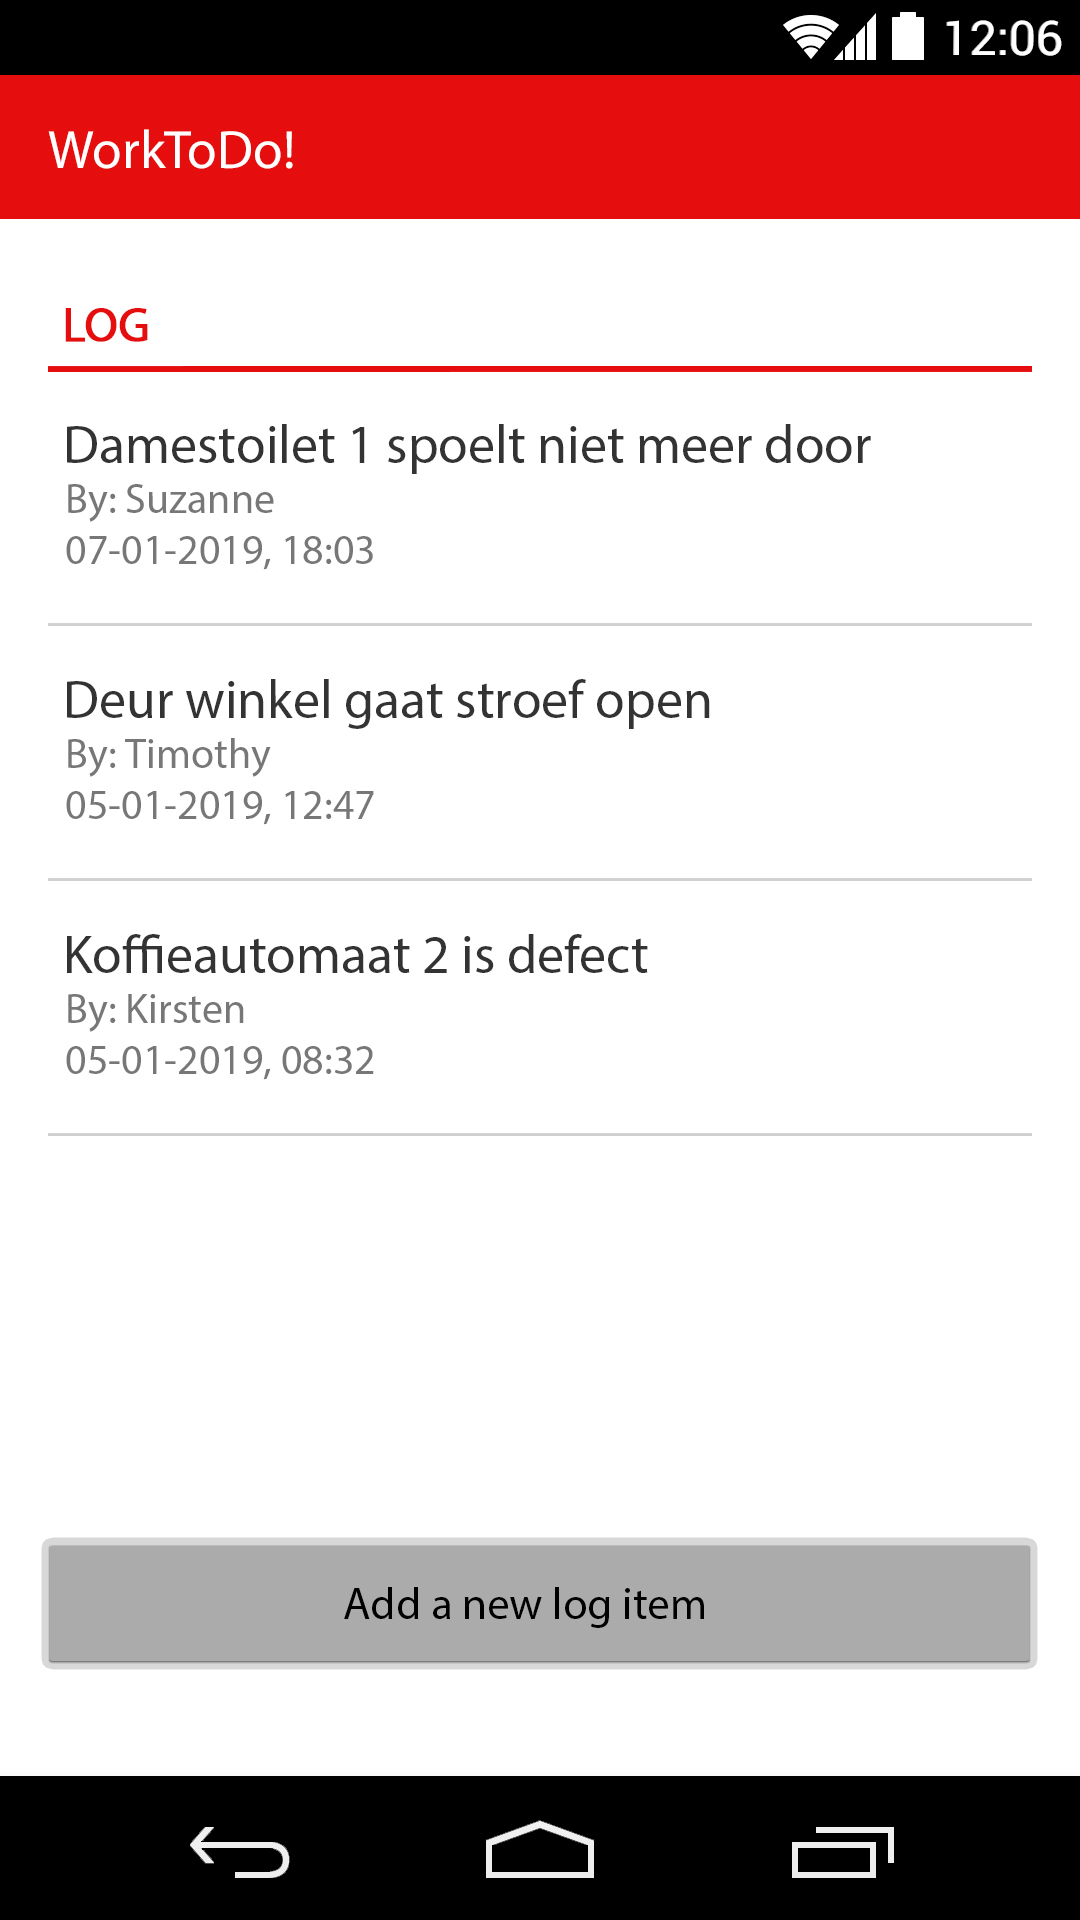 12:06
WorkToDo!
LOG
Damestoilet 1 spoelt niet meer door
By: Suzanne
07-01-2019, 18:03
Deur winkel gaat stroef open
By: Timothy
05-01-2019, 12:47
Koffieautomaat 2 is defect
By: Kirsten
05-01-2019, 08:32
Add a new log item